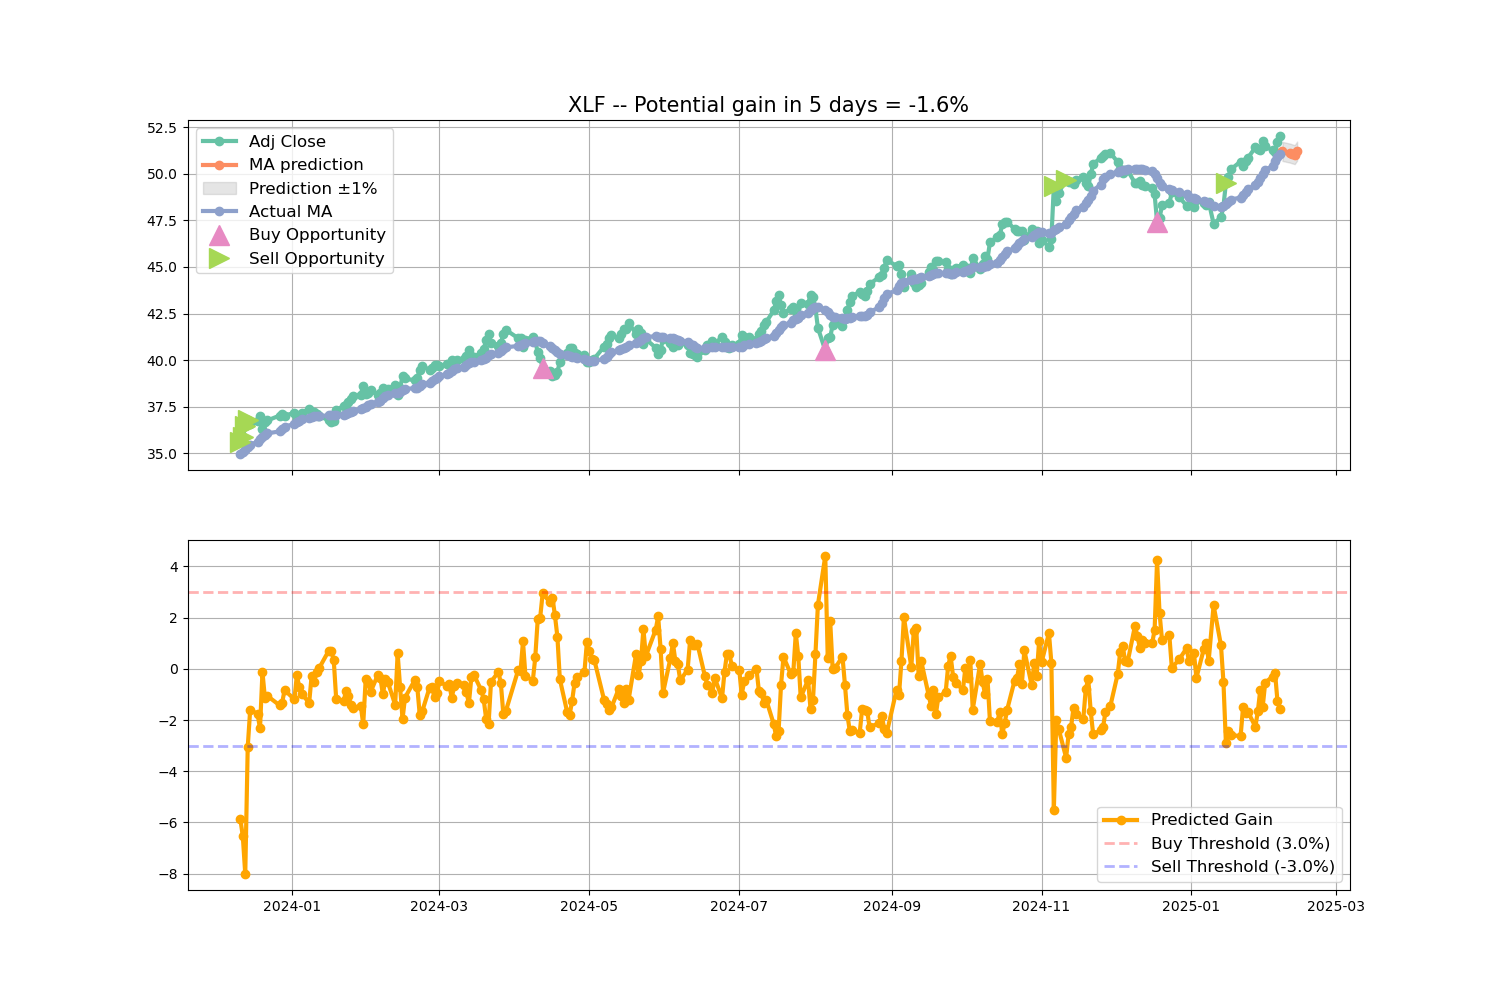 XLF -- Potential gain in 5 days = -1.6%
52.5
50.0
47.5
45.0
42.5
40.0
37.5
35.0
Adj Close
MA prediction
Prediction ±1%
Actual MA
Buy Opportunity
Sell Opportunity
4
2
0
−2
−4
−6
−8
Predicted Gain
Buy Threshold (3.0%)
Sell Threshold (-3.0%)
2024-01
2024-03
2024-05
2024-07
2024-09
2024-11
2025-01
2025-03